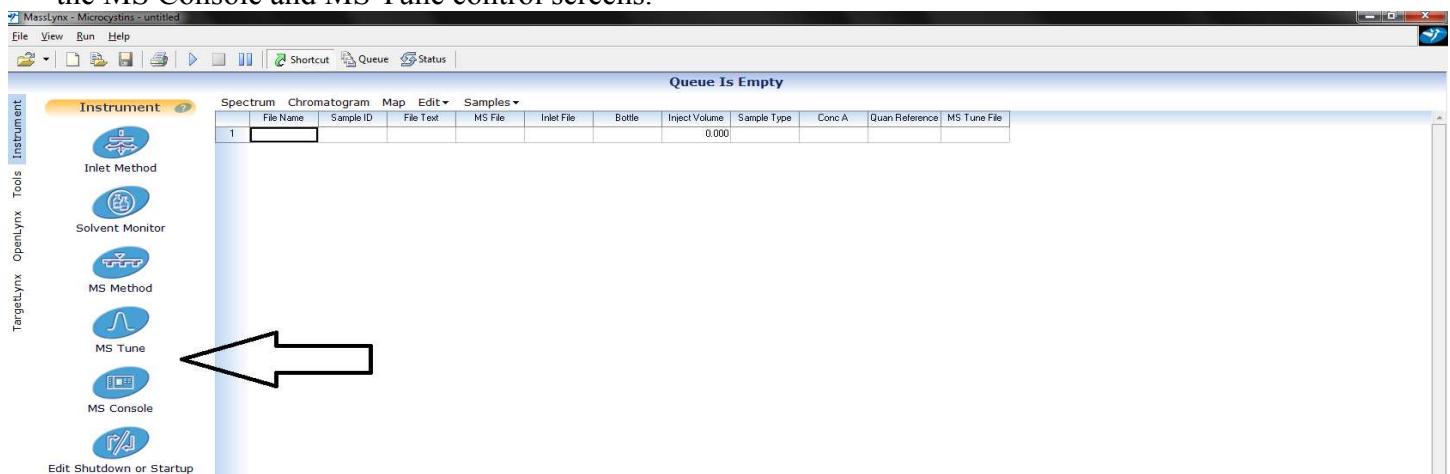 the MS Console and MS Tune control screens.
MassLynx - Microcystins - untitled
File View Run Help
Shortcut Queue Status
Queue Is Empty
Instrument
Tools
OpenLynx
TargetLynx
Instrument ?
Inlet Method
Solvent Monitor
MS Method
MS Tune
MS Console
Edit Shutdown or Startup
Spectrum Chromatogram Map Edit Samples
File Name Sample ID File Text MS File Inlet File Bottle Inject Volume Sample Type Conc A Quan Reference MS Tune File
1 0.000